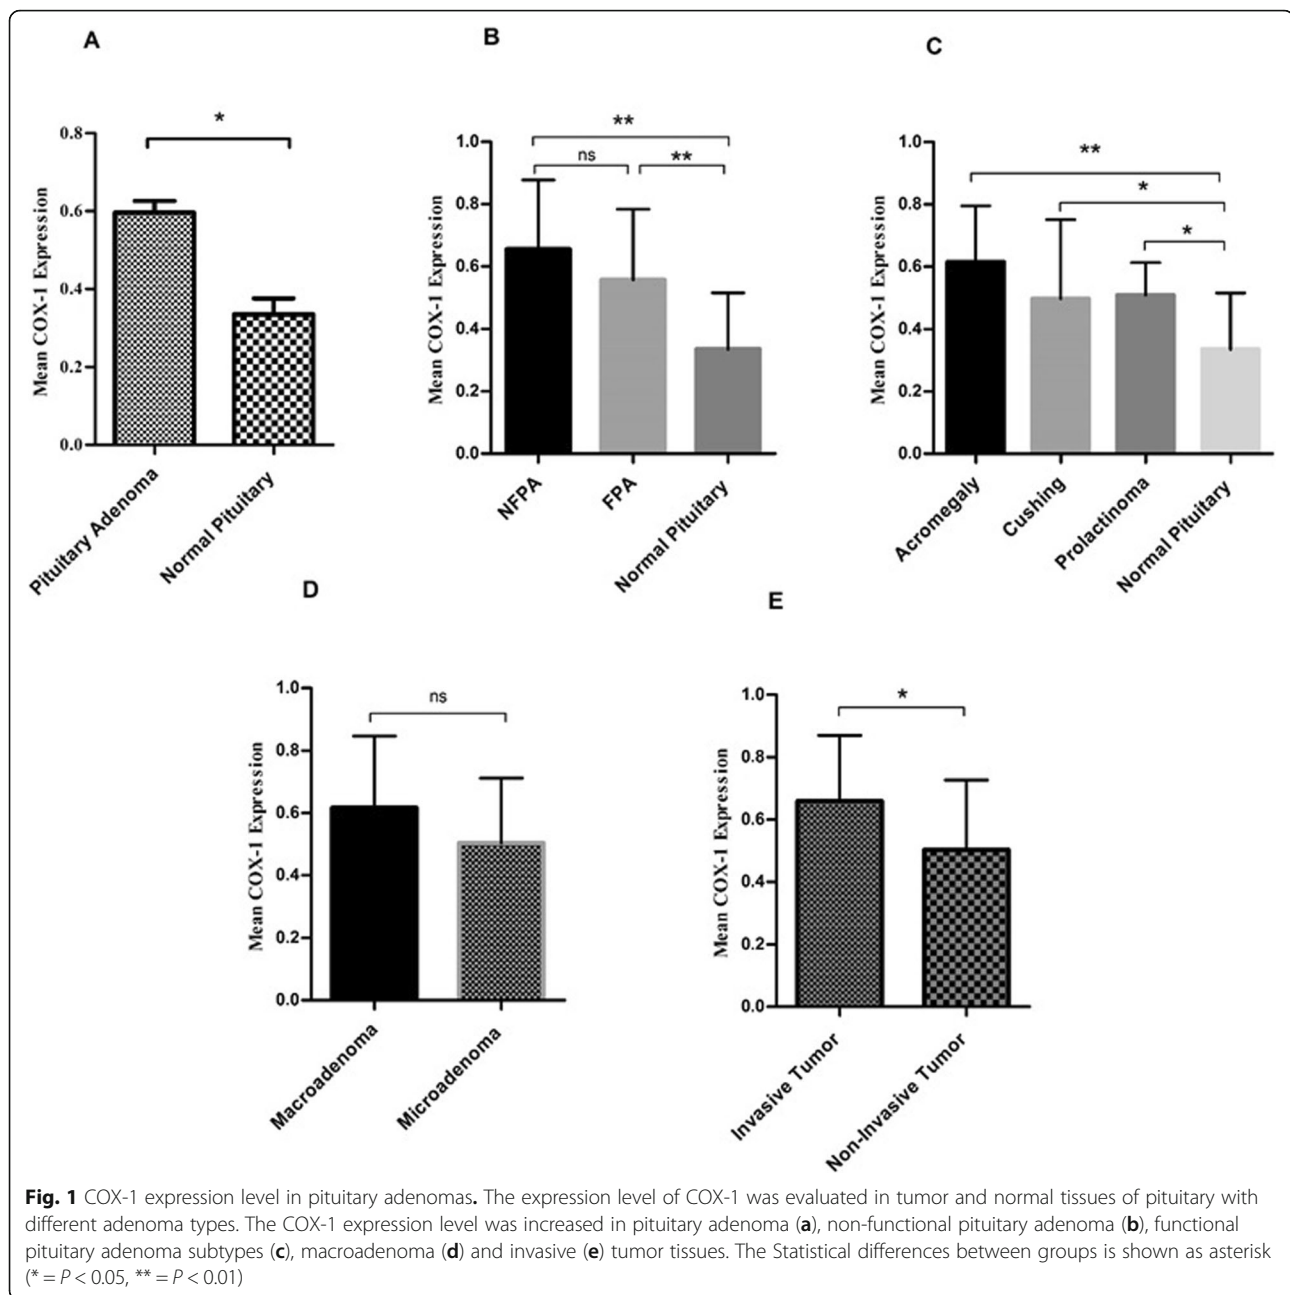 A
*
0.8
0.6
0.4
0.2
0.0
Mean COX-1 Expression
Pituitary Adenoma
Normal Pituitary
B
**
ns
**
1.0
0.8
0.6
0.4
0.2
0.0
Mean COX-1 Expression
NFPA
FPA
Normal Pituitary
C
**
*
*
1.0
0.8
0.6
0.4
0.2
0.0
Mean COX-1 Expression
Acromegaly
Cushing
Prolactinoma
Normal Pituitary
D
ns
1.0
0.8
0.6
0.4
0.2
0.0
Mean COX-1 Expression
Macroadenoma
Microadenoma
E
*
1.0
0.8
0.6
0.4
0.2
0.0
Mean COX-1 Expression
Invasive Tumor
Non-Invasive Tumor
Fig. 1 COX-1 expression level in pituitary adenomas. The expression level of COX-1 was evaluated in tumor and normal tissues of pituitary with
different adenoma types. The COX-1 expression level was increased in pituitary adenoma (a), non-functional pituitary adenoma (b), functional
pituitary adenoma subtypes (c), macroadenoma (d) and invasive (e) tumor tissues. The Statistical differences between groups is shown as asterisk
(* = P < 0.05, ** = P < 0.01)